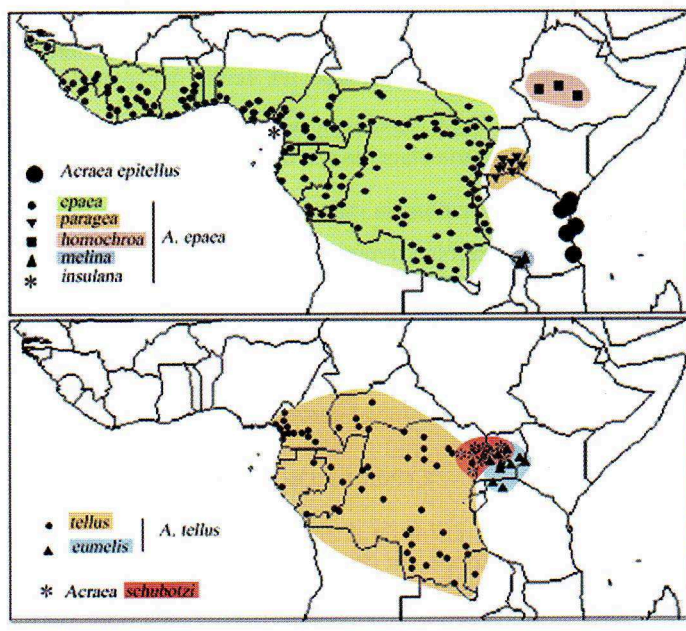 Acraea epitellus
epaea
paragea
homochroa
melina
insulana
A. epaea
tellus
eumelis
A. tellus
Acraea schubotzi